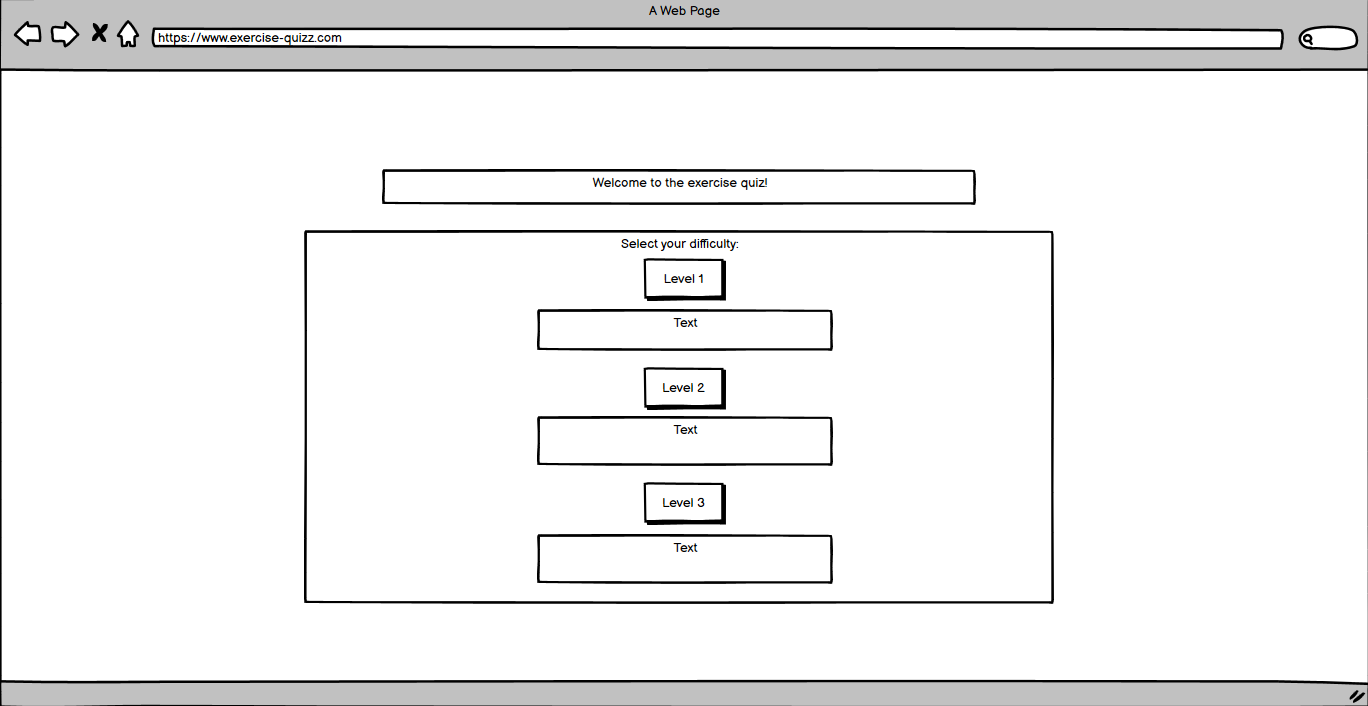 A Web Page
https://www.exercise-quizz.com
Welcome to the exercise quiz!
Select your difficulty:
Level 1
Text
Level 2
Text
Level 3
Text